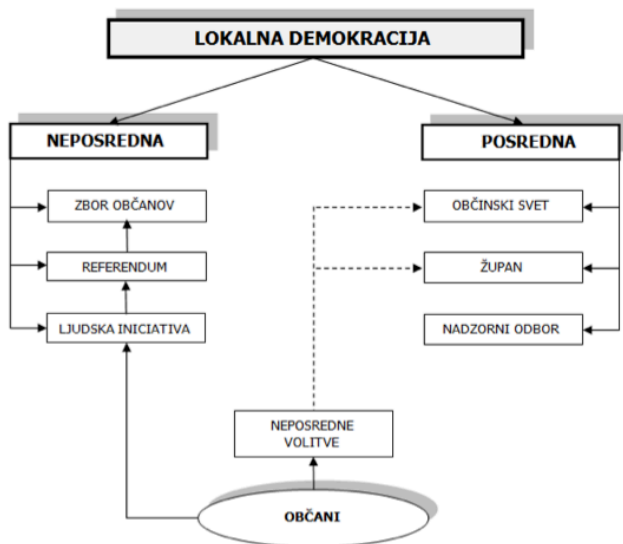 LOKALNA DEMOKRACIJA
NEPOSREDNA
POSREDNA
ZBOR OBČANOV
OBČINSKI SVET
REFERENDUM
ŽUPAN
LJUDSKA INICIATIVA
NADZORNI ODBOR
NEPOSREDNE
VOLITVE
OBČANI